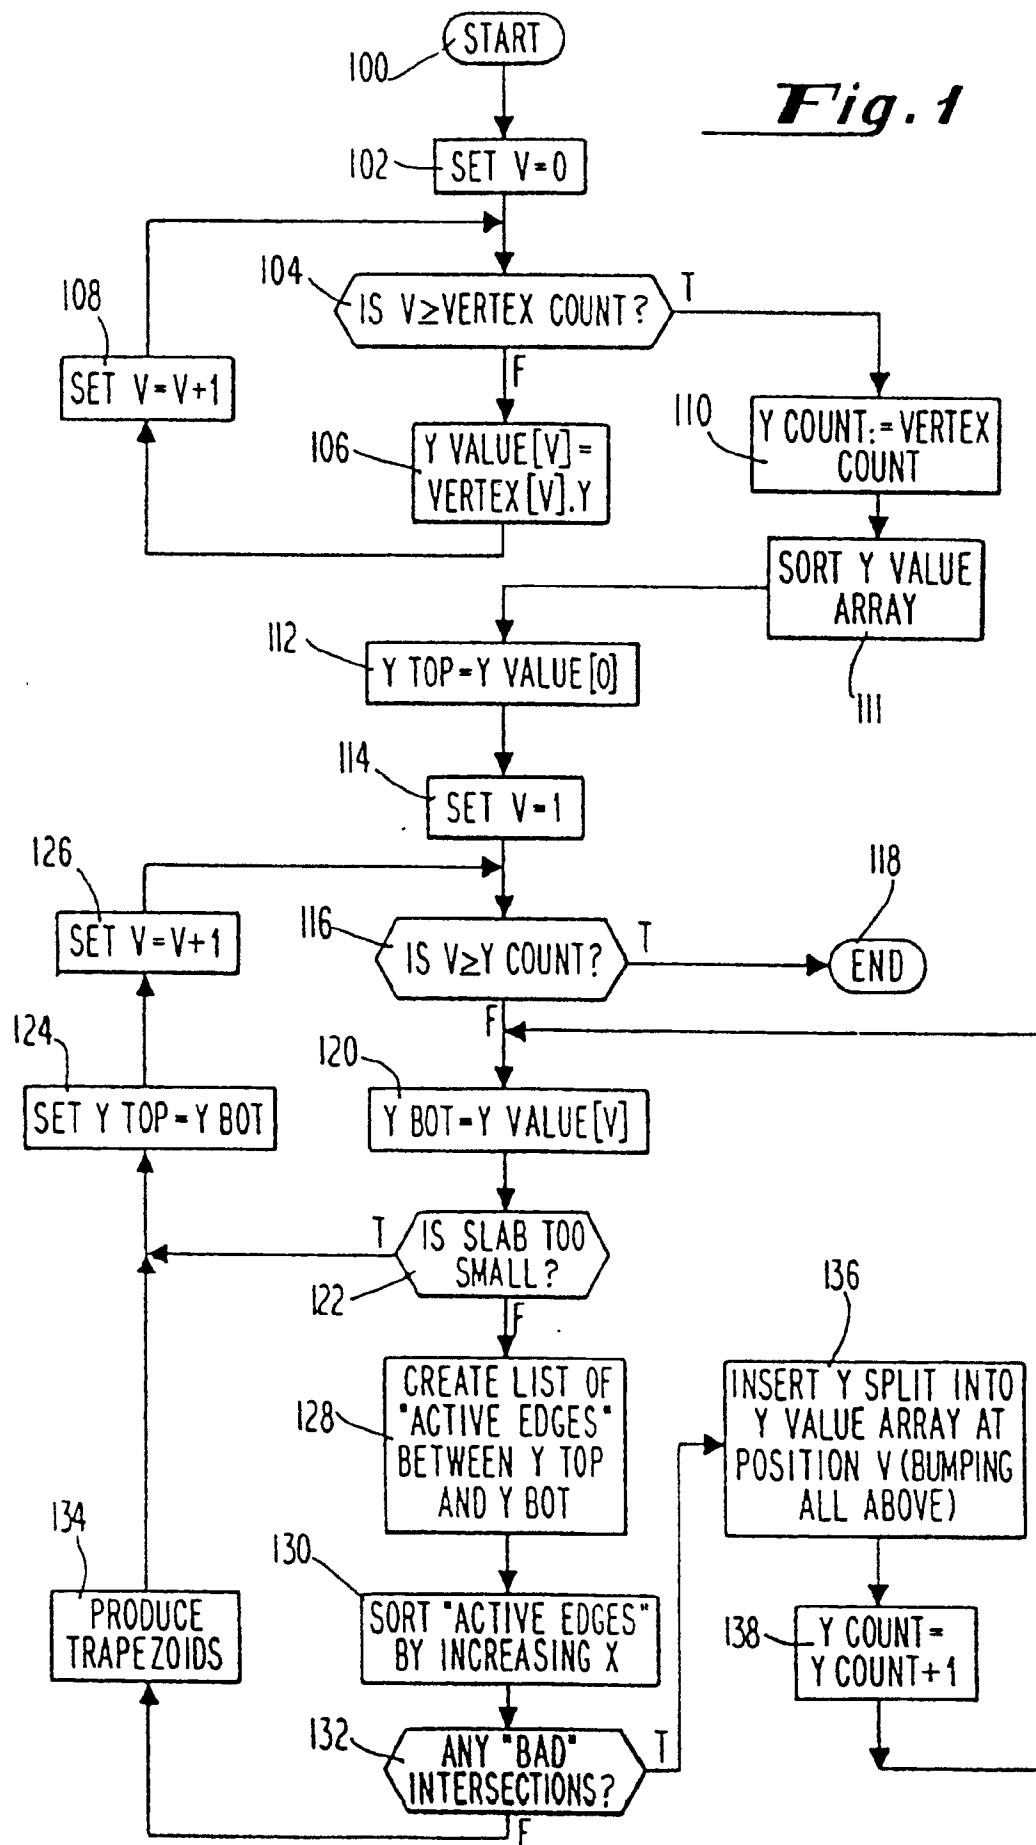 START
100
Fig. 1
102
SET V=0
104
IS V≥VERTEX COUNT?
T
108
SET V=V+1
F
106
Y VALUE[V]=
VERTEX[V].Y
110
Y COUNT:=VERTEX
COUNT
SORT Y VALUE
ARRAY
111
112
Y TOP=Y VALUE[0]
114
SET V=1
126
SET V=V+1
116
IS V≥Y COUNT?
T
118
END
F
124
SET Y TOP=Y BOT
120
Y BOT=Y VALUE[V]
T
IS SLAB TOO
SMALL?
122
F
128
CREATE LIST OF
"ACTIVE EDGES"
BETWEEN Y TOP
AND Y BOT
136
INSERT Y SPLIT INTO
Y VALUE ARRAY AT
POSITION V (BUMPING
ALL ABOVE)
134
PRODUCE
TRAPEZOIDS
130
SORT "ACTIVE EDGES"
BY INCREASING X
138
Y COUNT=
Y COUNT+1
132
ANY "BAD"
INTERSECTIONS?
T
F